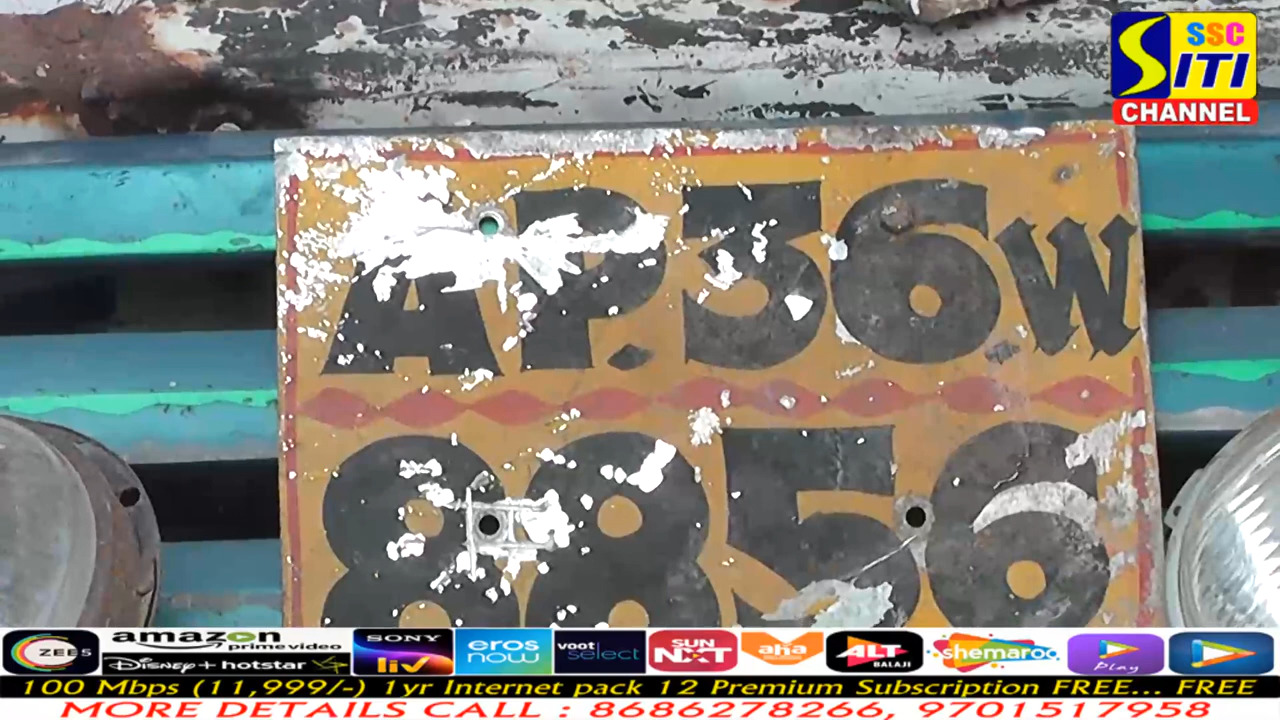 SSC
SITI
CHANNEL
AP.36W
8856
ZEE5
amazon
prime video
Disney+ hotstar
SONY
liv
eros
now
voot
select
SUN
NXT
aha
ALT
BALAJI
shemaroo
Play
100 Mbps (11,999/-) 1yr Internet pack 12 Premium Subscription FREE... FREE
MORE DETAILS CALL : 8686278266, 9701517958